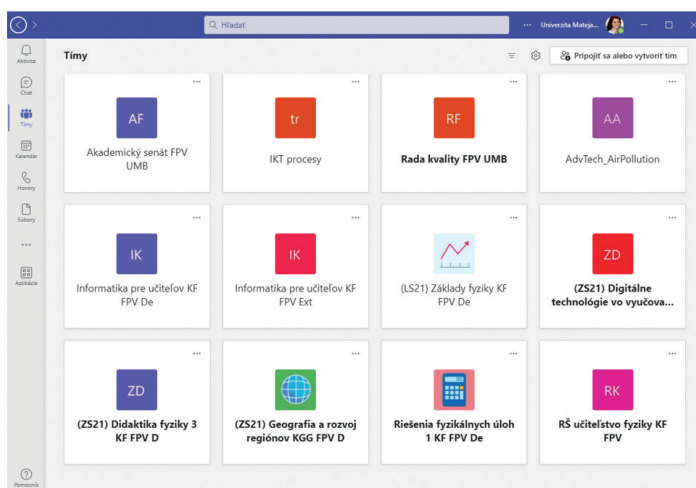 Hľadať
Univerzita Mateja...
Aktivita
Chat
Tímy
Kalendár
Hovory
Súbory
Aplikácie
Pomocník
Tímy
Pripojiť sa alebo vytvoriť tím
AF
Akademický senát FPV
UMB
tr
IKT procesy
RF
Rada kvality FPV UMB
AA
AdvTech_AirPollution
IK
Informatika pre učiteľov KF
FPV De
IK
Informatika pre učiteľov KF
FPV Ext
(LS21) Základy fyziky KF
FPV De
ZD
(ZS21) Digitálne
technológie vo vyučova...
ZD
(ZS21) Didaktika fyziky 3
KF FPV D
(ZS21) Geografia a rozvoj
regiónov KGG FPV D
Riešenia fyzikálnych úloh
1 KF FPV De
RK
RŠ učiteľstvo fyziky KF
FPV